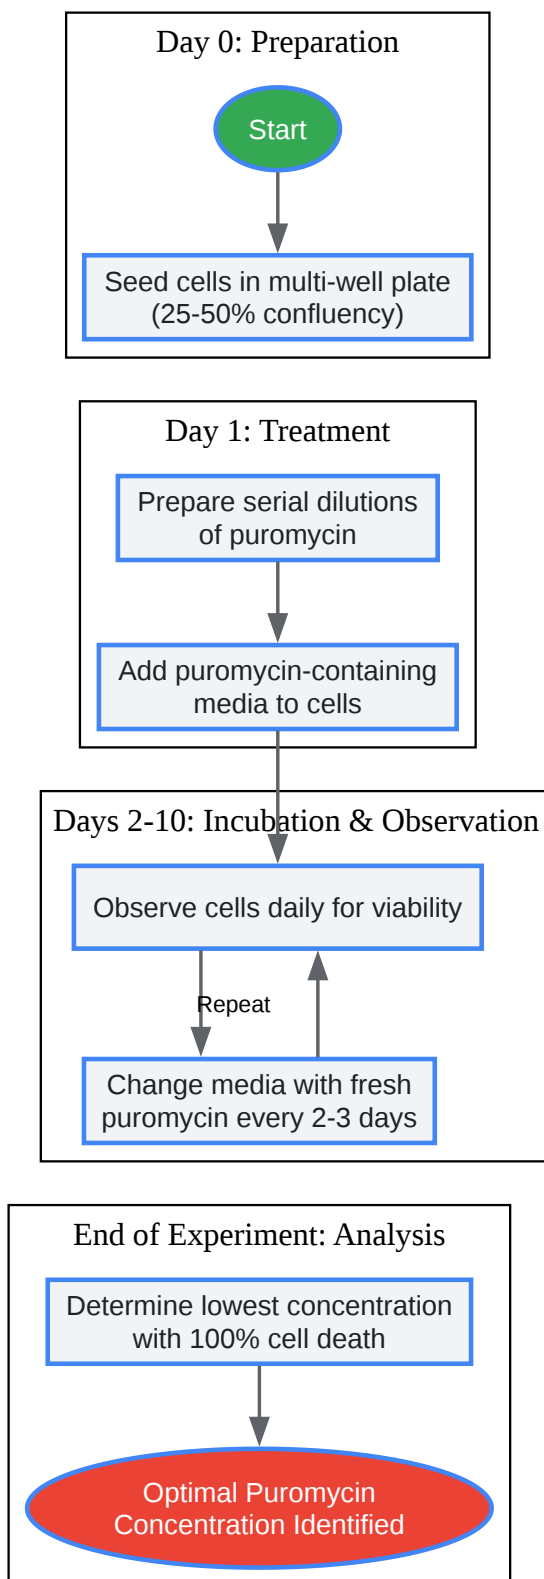 Day 0: Preparation
Start
Seed cells in multi-well plate
(25-50% confluency)
Day 1: Treatment
Prepare serial dilutions
of puromycin
Add puromycin-containing
media to cells
Days 2-10: Incubation & Observation
Observe cells daily for viability
Repeat
Change media with fresh
puromycin every 2-3 days
End of Experiment: Analysis
Determine lowest concentration
with 100% cell death
Optimal Puromycin
Concentration Identified